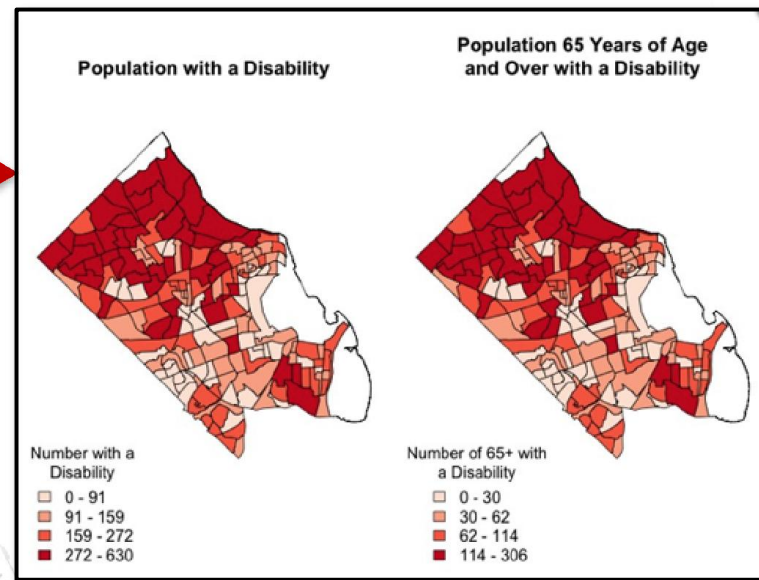 Population with a Disability
Population 65 Years of Age
and Over with a Disability
Number with a
Disability
0 - 91
91 - 159
159 - 272
272 - 630
Number of 65+ with
a Disability
0 - 30
30 - 62
62 - 114
114 - 306